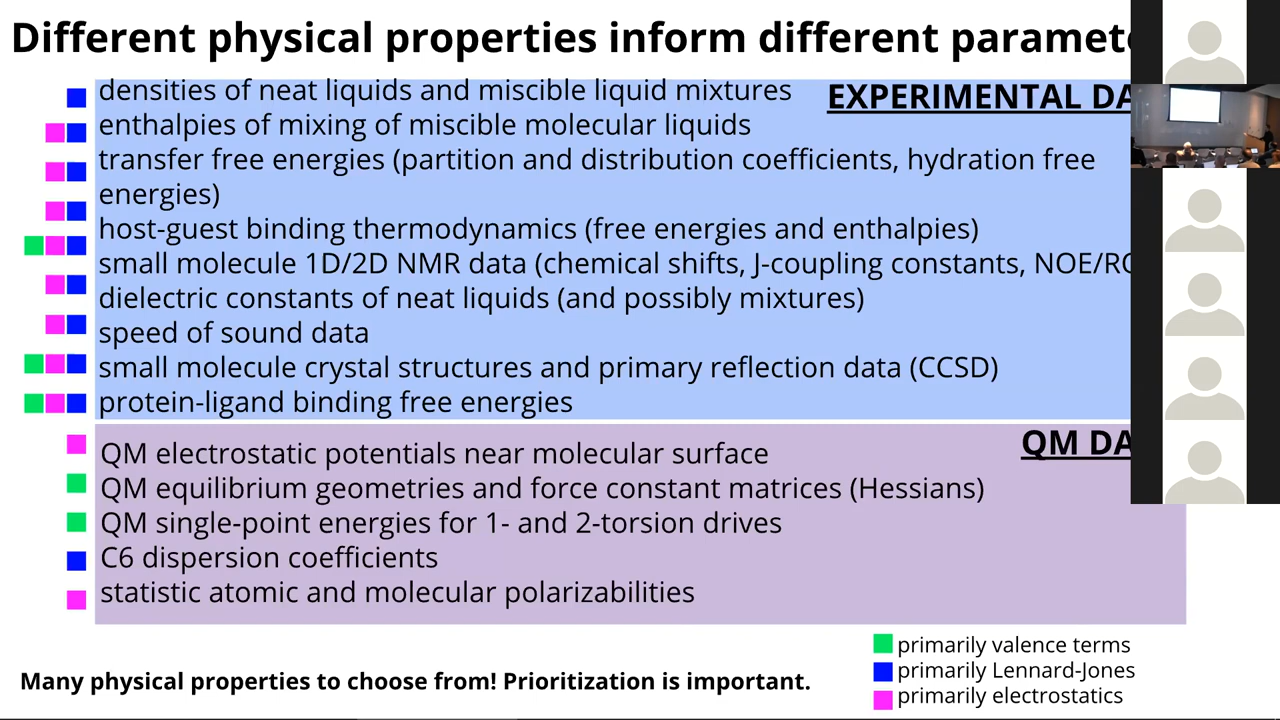 Different physical properties inform different paramet
densities of neat liquids and miscible liquid mixtures
EXPERIMENTAL DA
enthalpies of mixing of miscible molecular liquids
transfer free energies (partition and distribution coefficients, hydration free
energies)
host-guest binding thermodynamics (free energies and enthalpies)
small molecule 1D/2D NMR data (chemical shifts, J-coupling constants, NOE/RO
dielectric constants of neat liquids (and possibly mixtures)
speed of sound data
small molecule crystal structures and primary reflection data (CCSD)
protein-ligand binding free energies
QM DA
QM electrostatic potentials near molecular surface
QM equilibrium geometries and force constant matrices (Hessians)
QM single-point energies for 1- and 2-torsion drives
C6 dispersion coefficients
statistic atomic and molecular polarizabilities
primarily valence terms
primarily Lennard-Jones
primarily electrostatics
Many physical properties to choose from! Prioritization is important.